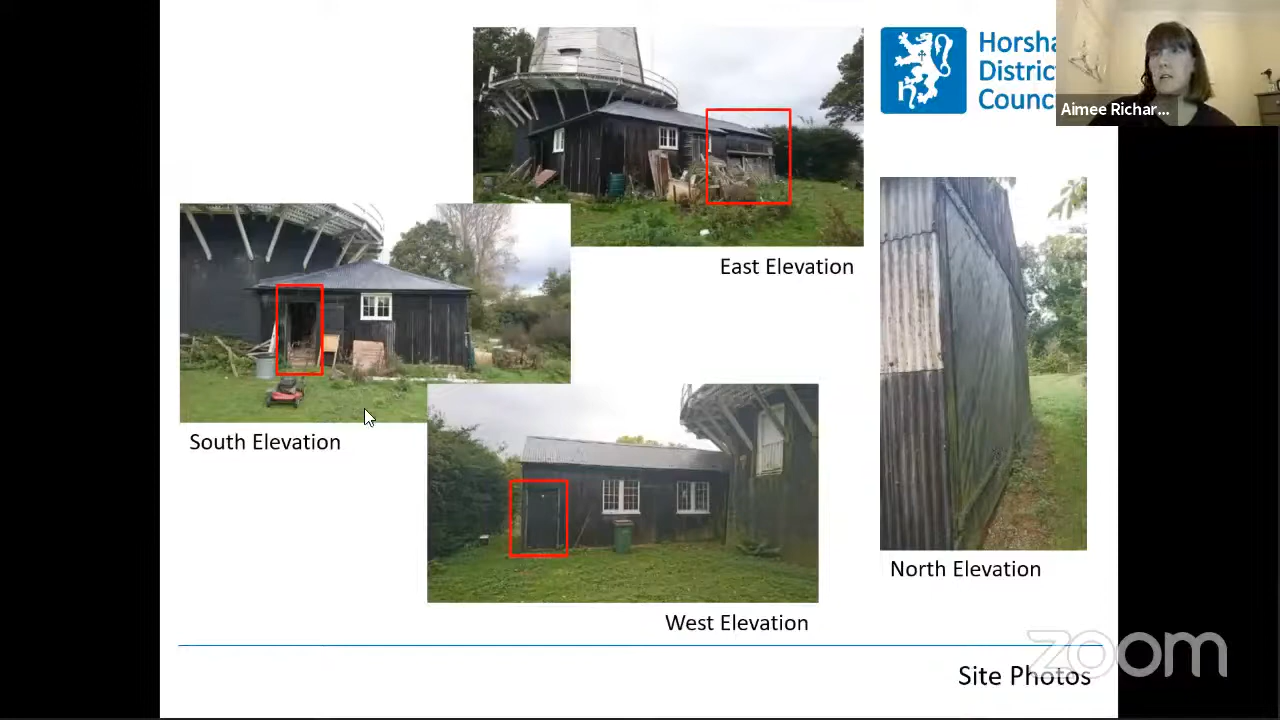 Horsha
Distric
Counc
Aimee Richar...
East Elevation
South Elevation
North Elevation
West Elevation
Site Photos
zoom